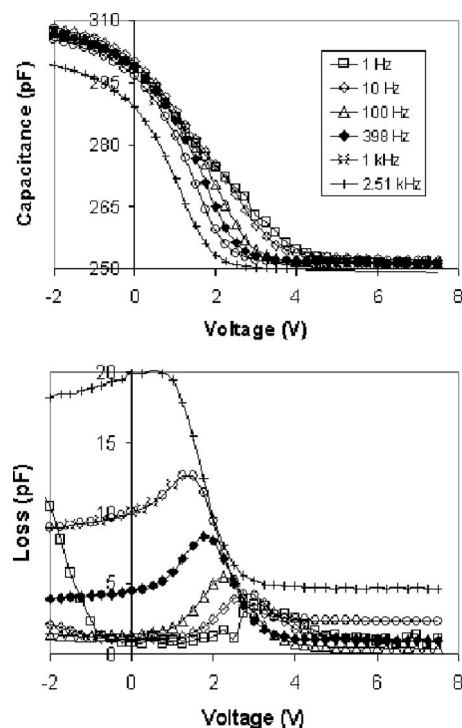 Capacitance (pF)
310
295
280
265
250
-2
0
2
4
6
8
Voltage (V)
1 Hz
10 Hz
100 Hz
398 Hz
1 kHz
2.51 kHz
Loss (pF)
20
15
10
5
0
-2
0
2
4
6
8
Voltage (V)